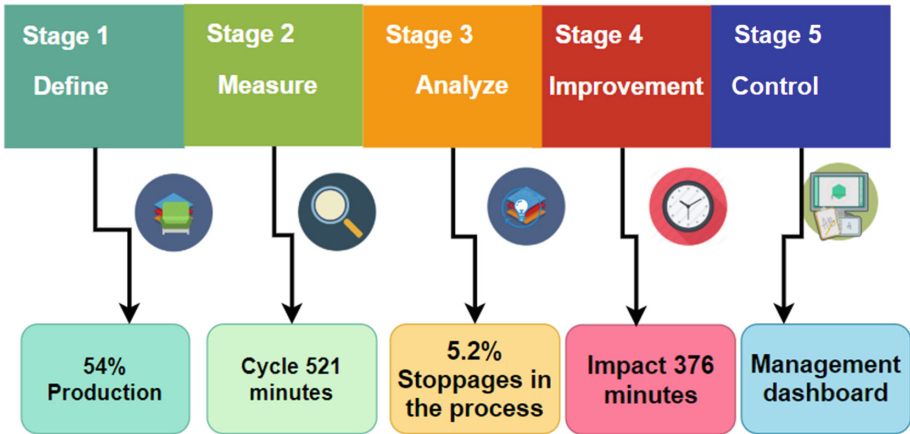 Stage 1
Define
Stage 2
Measure
Stage 3
Analyze
Stage 4
Improvement
Stage 5
Control
54%
Production
Cycle 521
minutes
5.2%
Stoppages in
the process
Impact 376
minutes
Management
dashboard